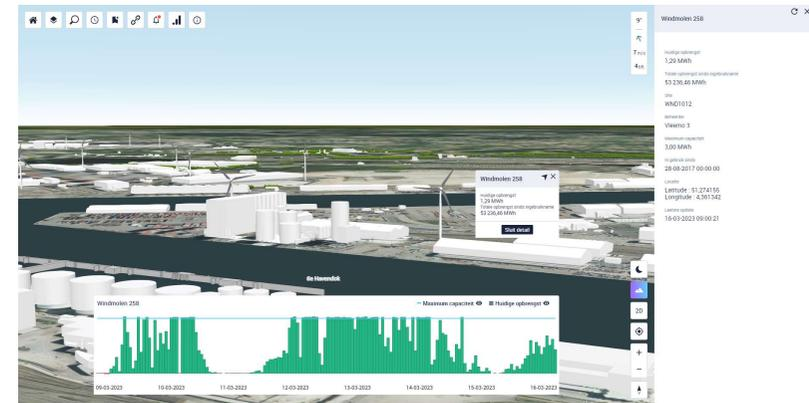 9°
7 m/s
Windmolen 258
Huidige opbrengst
1,29 MWh
Totale opbrengst sinds ingebruikname
53 236,46 MWh
Sluit detail
6e Havendok
Windmolen 258
Maximum capaciteit
Huidige opbrengst
09-03-2023 10-03-2023 11-03-2023 12-03-2023 13-03-2023 14-03-2023 15-03-2023 16-03-2023
2D
+
−
Windmolen 258
Huidige opbrengst
1,29 MWh
Totale opbrengst sinds ingebruikname
53 236,46 MWh
Site
WND1012
Beheerder
Vleemo 3
Maximum capaciteit
3,00 MWh
In gebruik sinds
28-08-2017 00:00:00
Locatie
Latitude : 51,274155
Longitude : 4,361342
Laatste update
16-03-2023 09:00:21